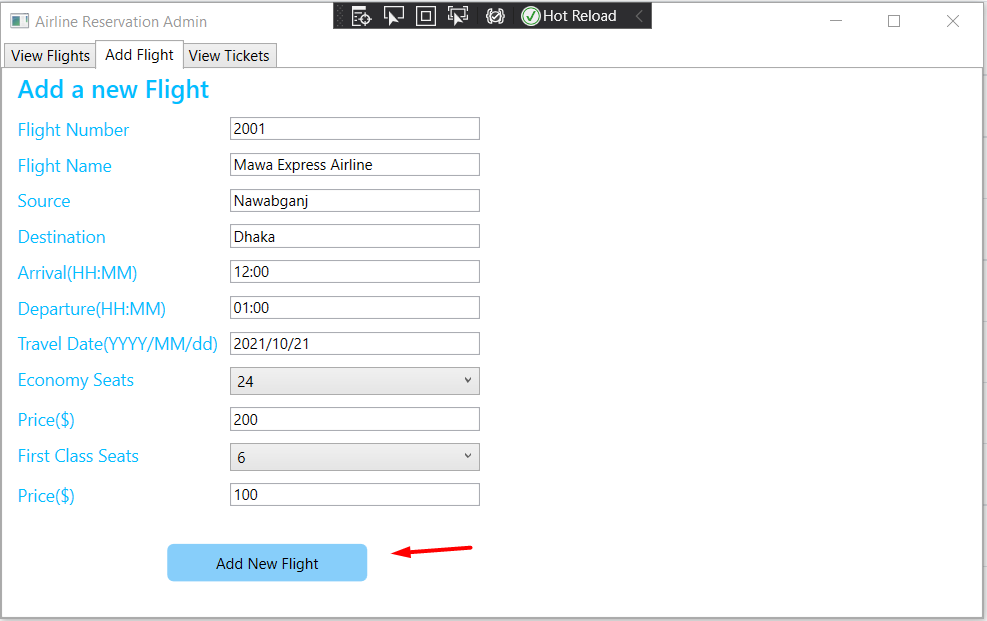 Airline Reservation Admin
Hot Reload
View Flights Add Flight View Tickets
Add a new Flight
Flight Number 2001
Flight Name Mawa Express Airline
Source Nawabganj
Destination Dhaka
Arrival(HH:MM) 12:00
Departure(HH:MM) 01:00
Travel Date(YYYY/MM/dd) 2021/10/21
Economy Seats 24
Price($) 200
First Class Seats 6
Price($) 100
Add New Flight